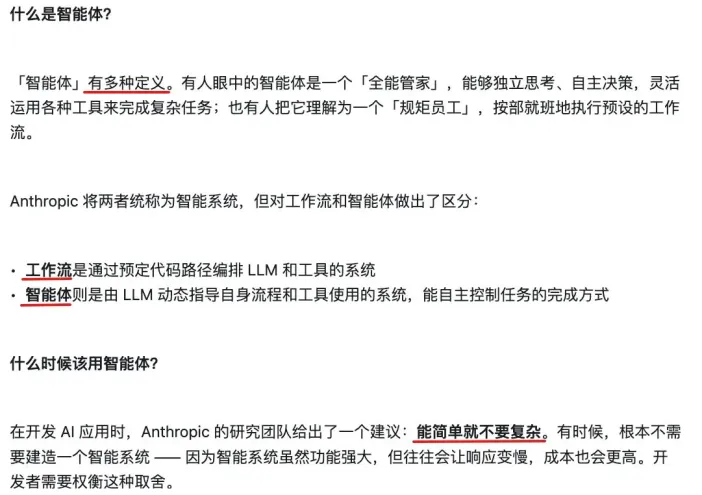 什么是智能体?
「智能体」有多种定义。有人眼中的智能体是一个「全能管家」，能够独立思考、自主决策，灵活
运用各种工具来完成复杂任务；也有人把它理解为一个「规矩员工」，按部就班地执行预设的工作
流。
Anthropic 将两者统称为智能系统，但对工作流和智能体做出了区分：
• 工作流是通过预定代码路径编排 LLM 和工具的系统
• 智能体则是由 LLM 动态指导自身流程和工具使用的系统，能自主控制任务的完成方式
什么时候该用智能体?
在开发 AI 应用时，Anthropic 的研究团队给出了一个建议：能简单就不要复杂。有时候，根本不需
要建造一个智能系统 —— 因为智能系统虽然功能强大，但往往会让响应变慢，成本也会更高。开
发者需要权衡这种取舍。